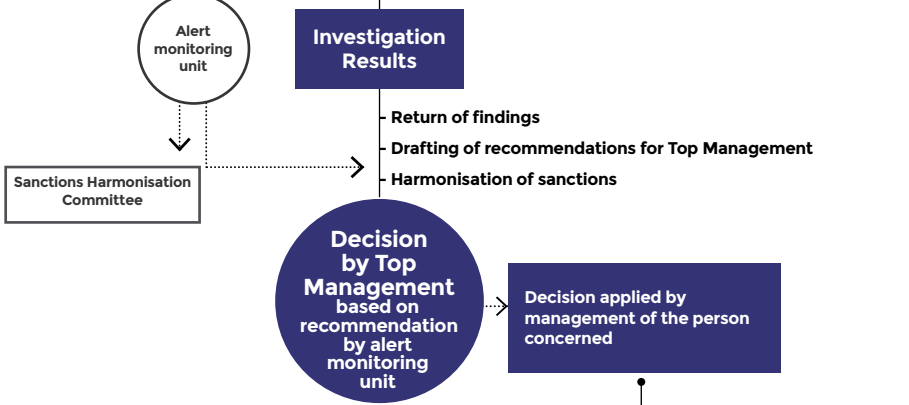 Alert
monitoring
unit
Investigation
Results
- Return of findings
- Drafting of recommendations for Top Management
- Harmonisation of sanctions
Sanctions Harmonisation
Committee
Decision
by Top
Management
based on
recommendation
by alert
monitoring
unit
Decision applied by
management of the person
concerned